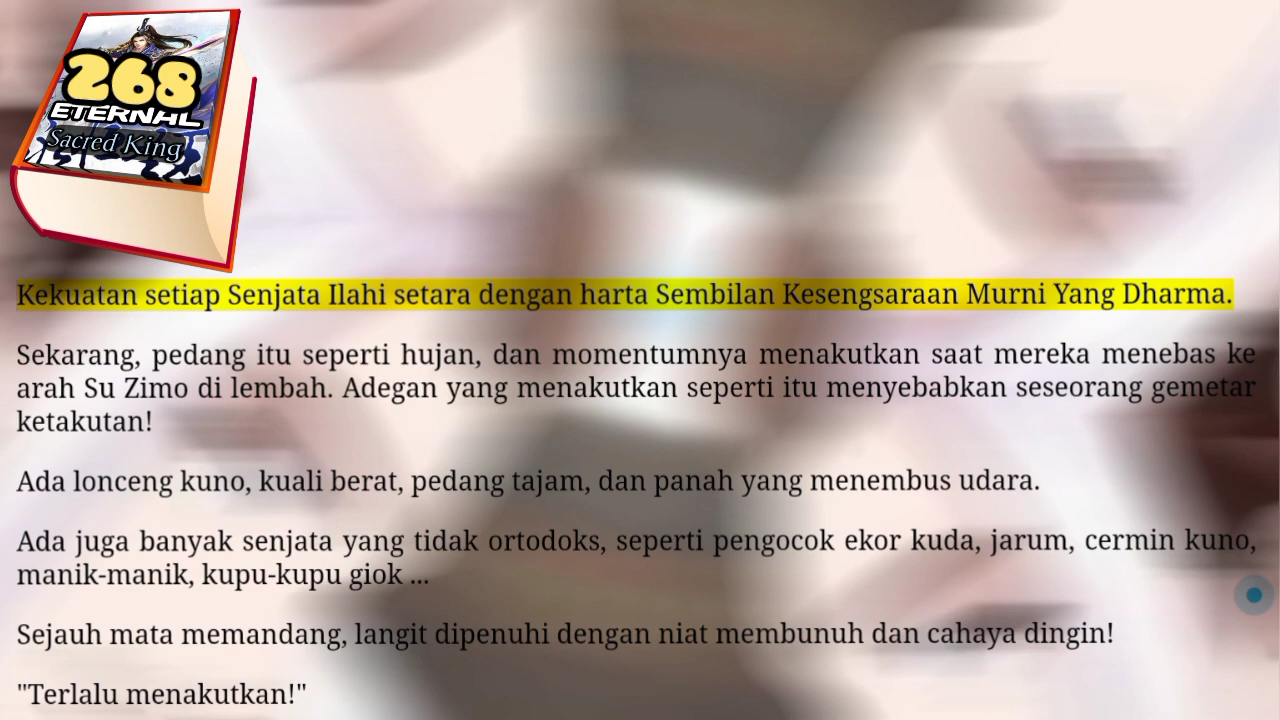 268
ETERNAL
Sacred King
Kekuatan setiap Senjata Ilahi setara dengan harta Sembilan Kesengsaraan Murni Yang Dharma.
Sekarang, pedang itu seperti hujan, dan momentumnya menakutkan saat mereka menebas ke
arah Su Zimo di lembah. Adegan yang menakutkan seperti itu menyebabkan seseorang gemetar
ketakutan!
Ada lonceng kuno, kuali berat, pedang tajam, dan panah yang menembus udara.
Ada juga banyak senjata yang tidak ortodoks, seperti pengocok ekor kuda, jarum, cermin kuno,
manik-manik, kupu-kupu giok ...
Sejauh mata memandang, langit dipenuhi dengan niat membunuh dan cahaya dingin!
"Terlalu menakutkan!"